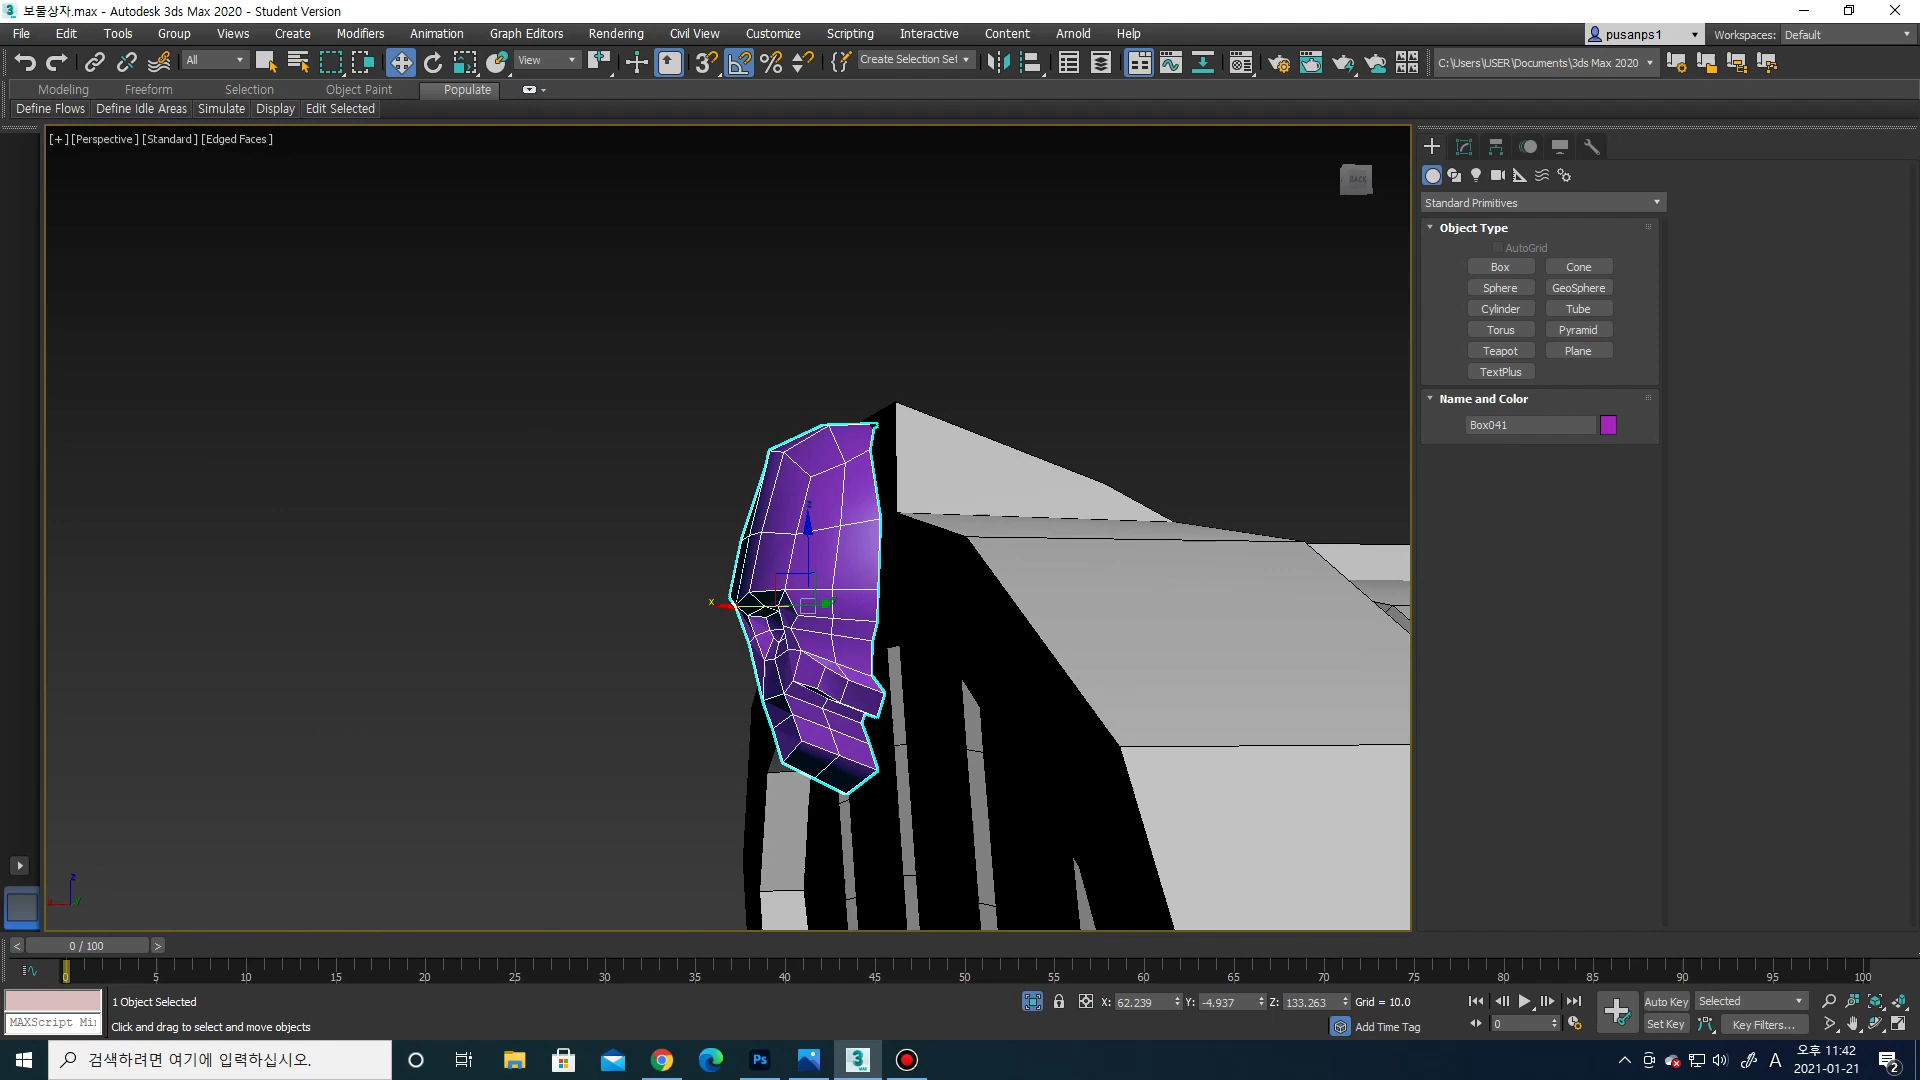 보물상자.max - Autodesk 3ds Max 2020 - Student Version
File Edit Tools Group Views Create Modifiers Animation Graph Editors Rendering Civil View Customize Scripting Interactive Content Arnold Help
pusanps1 Workspaces: Default
All View Create Selection Set C:\Users\USER\Documents\3ds Max 2020
Modeling Freeform Selection Object Paint Populate
Define Flows Define Idle Areas Simulate Display Edit Selected
[+] [Perspective] [Standard] [Edged Faces]
BACK
Standard Primitives
Object Type
AutoGrid
Box Cone
Sphere GeoSphere
Cylinder Tube
Torus Pyramid
Teapot Plane
TextPlus
Name and Color
Box041
z
x
z
0 / 100
0 5 10 15 20 25 30 35 40 45 50 55 60 65 70 75 80 85 90 95 100
1 Object Selected X: 62.239 Y: -4.937 Z: 133.263 Grid = 10.0 Auto Key Selected
MAXScript Mi Click and drag to select and move objects Add Time Tag 0 Set Key Key Filters...
검색하려면 여기에 입력하십시오. Ps 3 MAX A 오후 11:42
2021-01-21 2